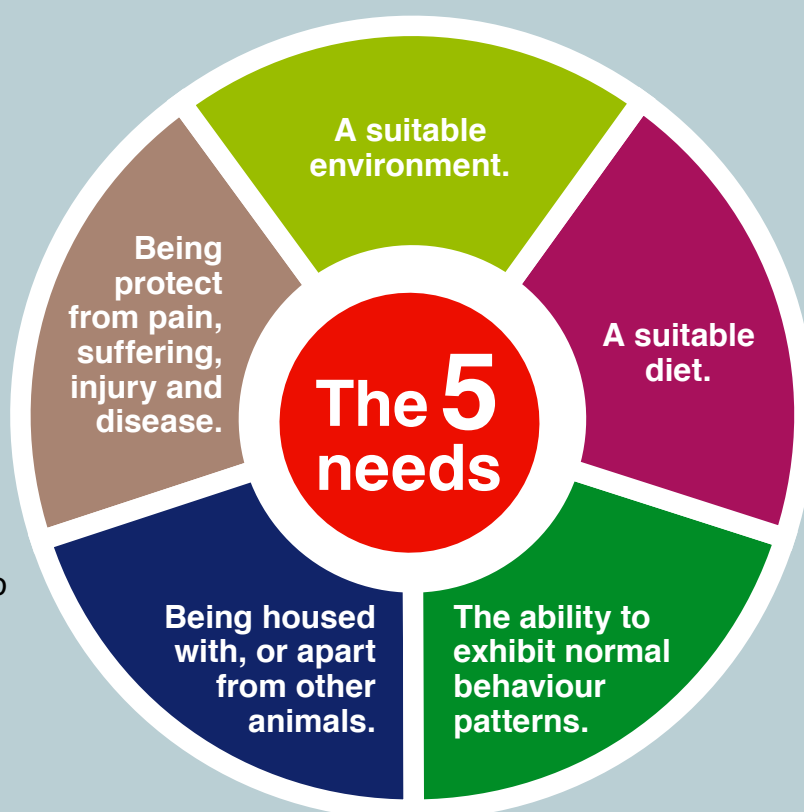 A suitable
environment.
A suitable
diet.
The ability to
exhibit normal
behaviour
patterns.
Being housed
with, or apart
from other
animals.
Being
protect
from pain,
suffering,
injury and
disease.
The 5
needs